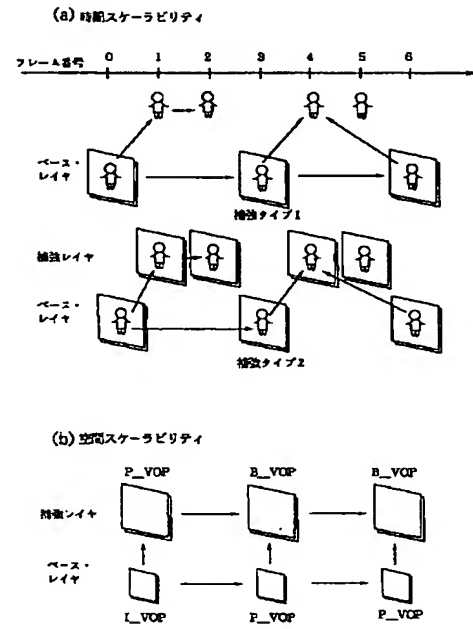 (a) 時間スケーラビリティ
フレーム番号 0 1 2 3 4 5 6
ベース・
レイヤ
補強タイプ1
補強レイヤ
ベース・
レイヤ
補強タイプ2
(b) 空間スケーラビリティ
P_VOP B_VOP B_VOP
補強レイヤ
ベース・
レイヤ
I_VOP P_VOP P_VOP